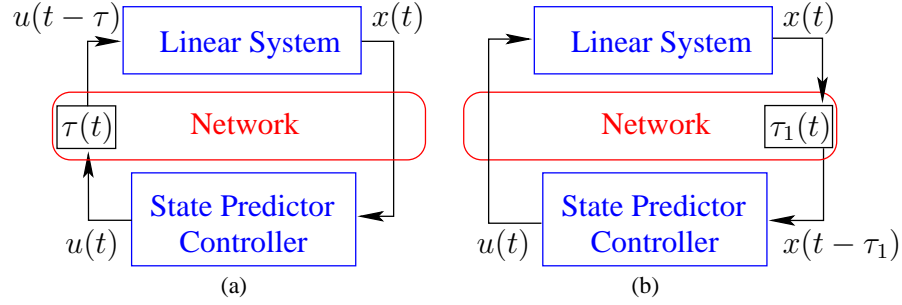 u(t − τ)
x(t)
Linear System
τ(t)
Network
State Predictor
Controller
u(t)
(a)
x(t)
Linear System
Network
τ₁(t)
State Predictor
Controller
u(t)
x(t − τ₁)
(b)